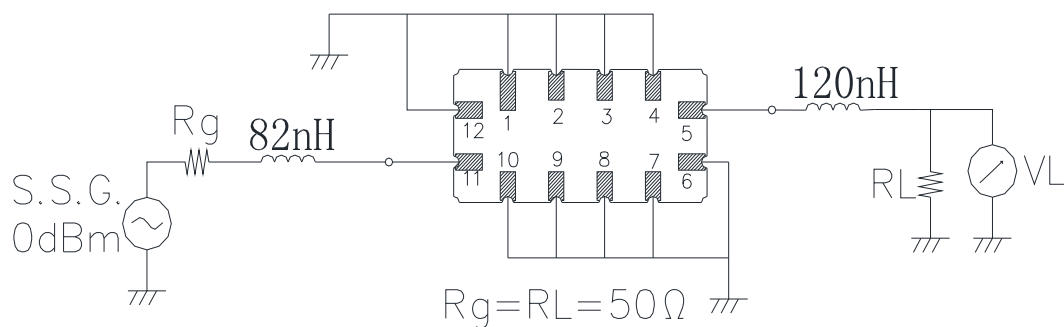 120nH
Rg
82nH
12 1 2 3 4 5
11 10 9 8 7 6
S.S.G.
0dBm
RL
VL
Rg=RL=50Ω